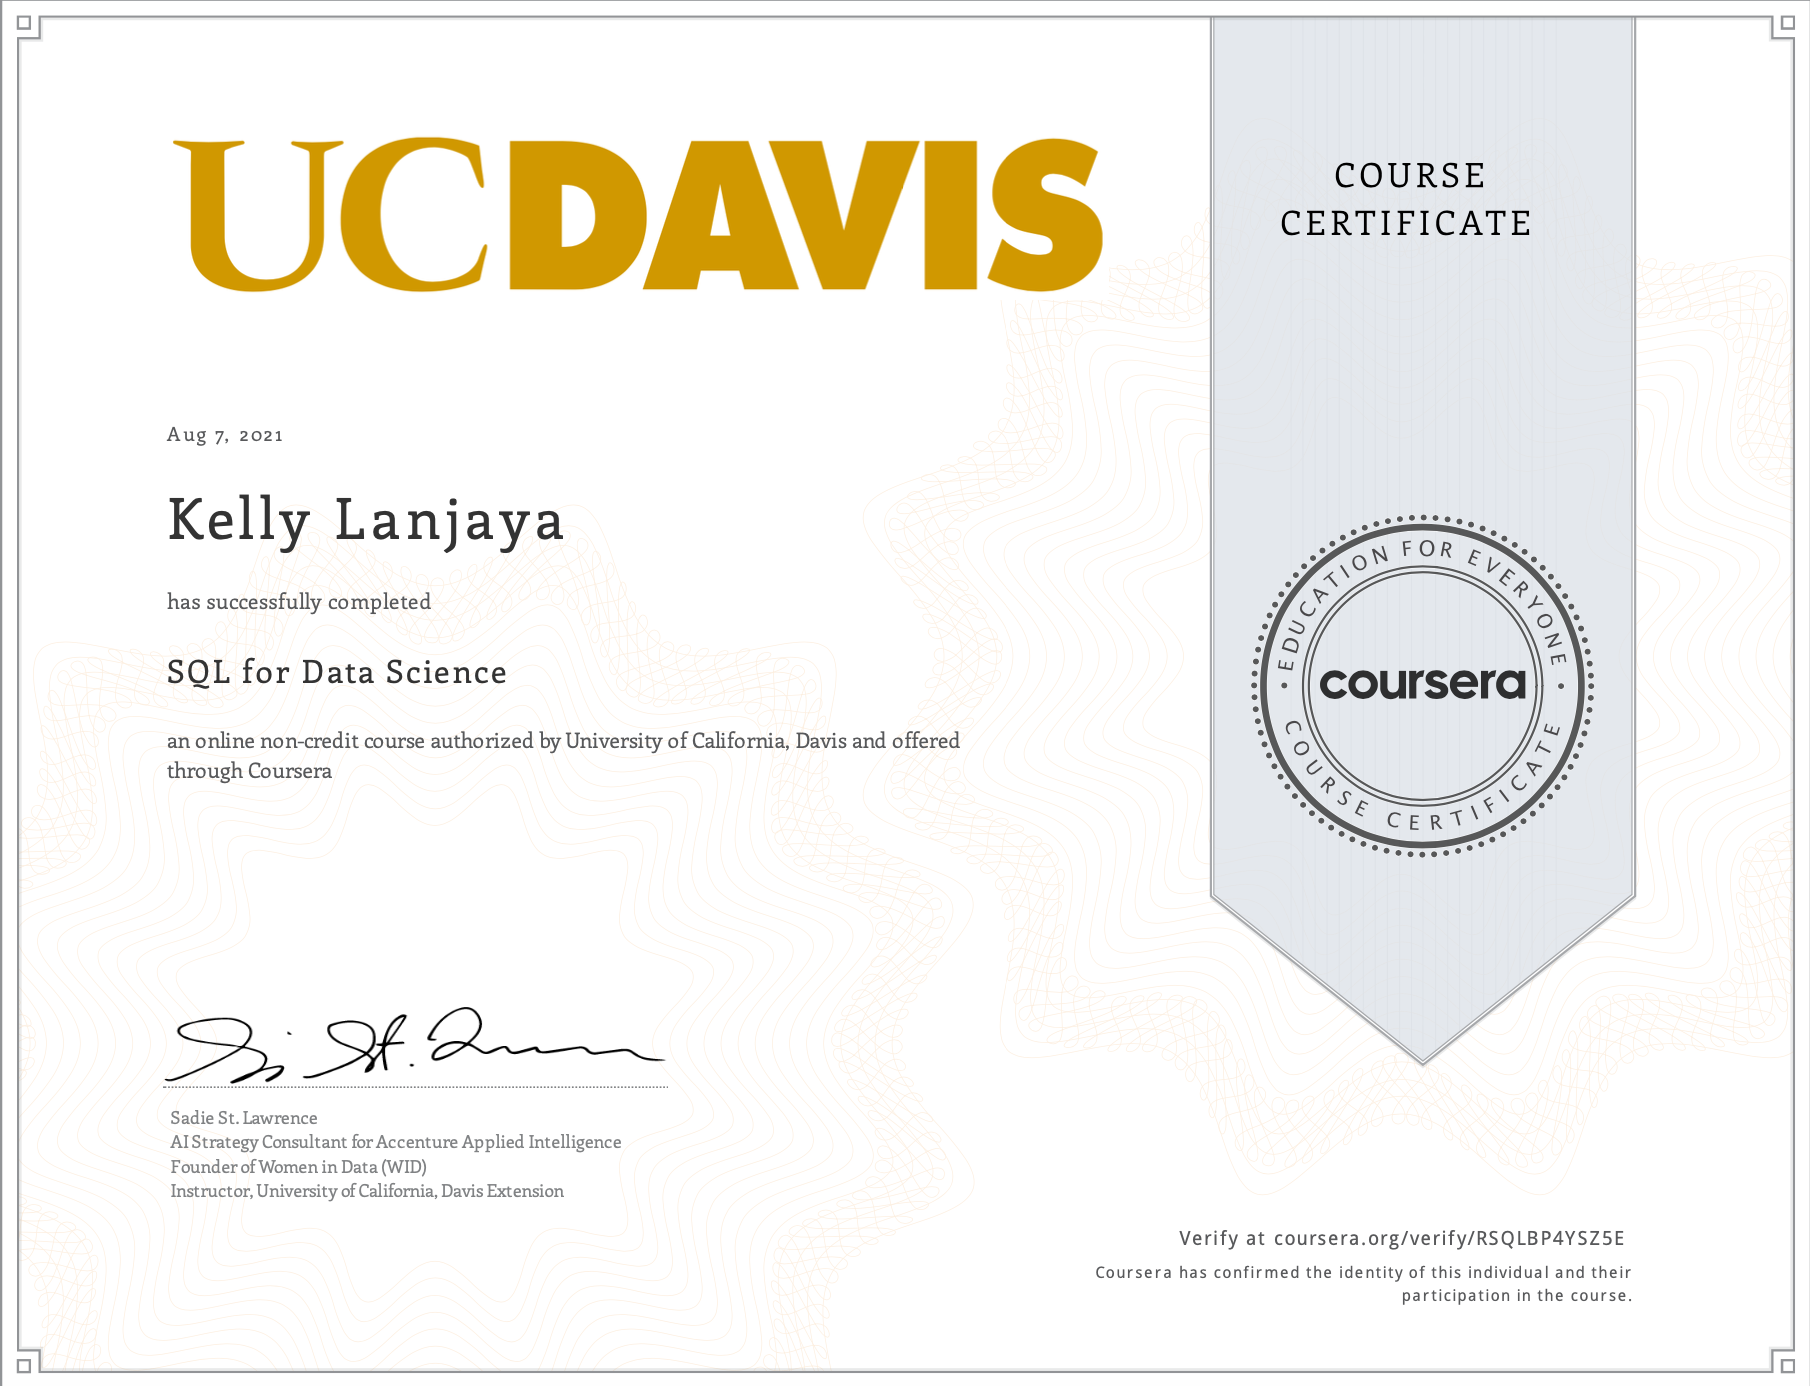 UCDAVIS
COURSE
CERTIFICATE
Aug 7, 2021
Kelly Lanjaya
has successfully completed
SQL for Data Science
an online non-credit course authorized by University of California, Davis and offered
through Coursera
EDUCATION FOR EVERYONE
coursera
COURSE CERTIFICATE
Sadie St. Lawrence
AI Strategy Consultant for Accenture Applied Intelligence
Founder of Women in Data (WID)
Instructor, University of California, Davis Extension
Verify at coursera.org/verify/RSQLBP4YSZ5E
Coursera has confirmed the identity of this individual and their
participation in the course.